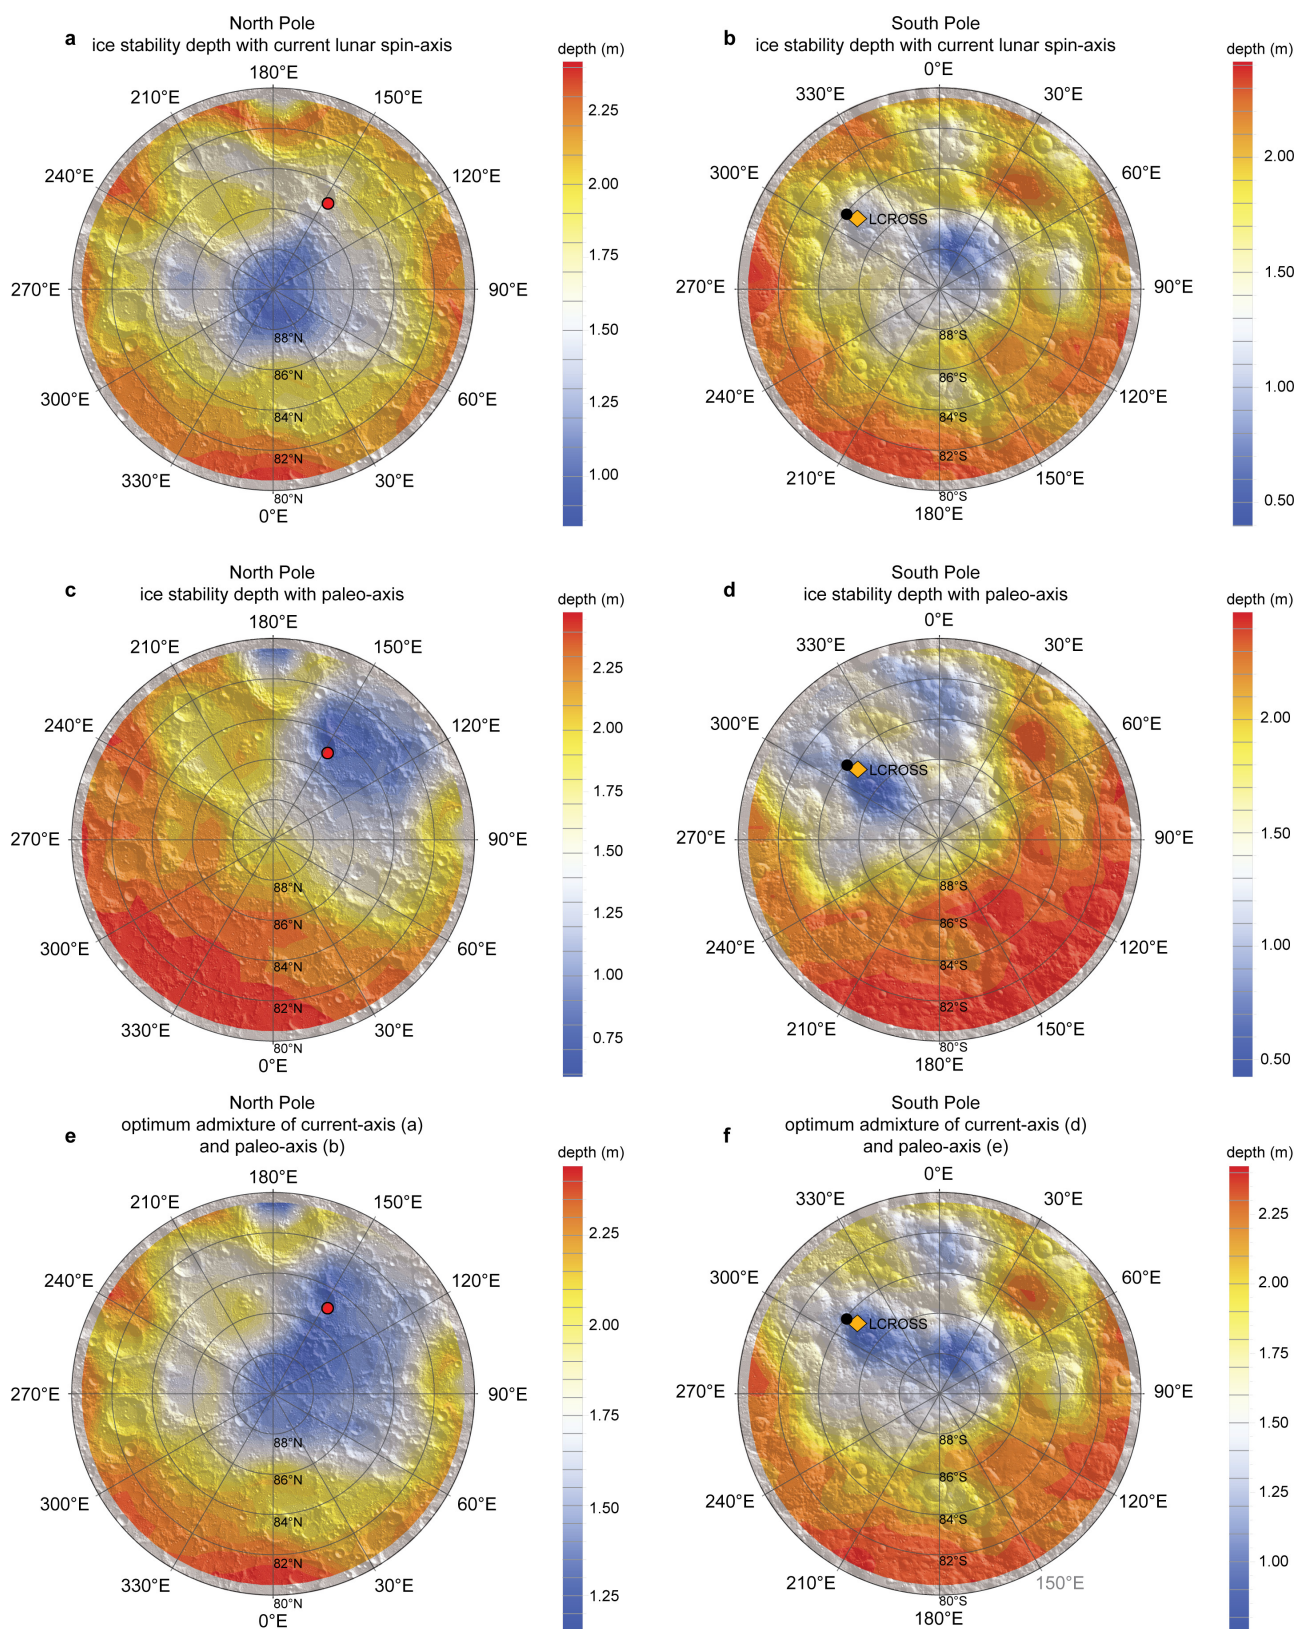 a
North Pole
ice stability depth with current lunar spin-axis
depth (m)
180°E
210°E
150°E
240°E
120°E
270°E
90°E
300°E
60°E
330°E
30°E
0°E
88°N
86°N
84°N
82°N
80°N
2.25
2.00
1.75
1.50
1.25
1.00
b
South Pole
ice stability depth with current lunar spin-axis
depth (m)
0°E
330°E
30°E
300°E
60°E
LCROSS
270°E
90°E
240°E
120°E
210°E
150°E
180°E
88°S
86°S
84°S
82°S
80°S
2.00
1.50
1.00
0.50
c
North Pole
ice stability depth with paleo-axis
depth (m)
180°E
210°E
150°E
240°E
120°E
270°E
90°E
300°E
60°E
330°E
30°E
0°E
88°N
86°N
84°N
82°N
80°N
2.25
2.00
1.75
1.50
1.25
1.00
0.75
d
South Pole
ice stability depth with paleo-axis
depth (m)
0°E
330°E
30°E
300°E
60°E
LCROSS
270°E
90°E
240°E
120°E
210°E
150°E
180°E
88°S
86°S
84°S
82°S
80°S
2.00
1.50
1.00
0.50
e
North Pole
optimum admixture of current-axis (a)
and paleo-axis (b)
depth (m)
180°E
210°E
150°E
240°E
120°E
270°E
90°E
300°E
60°E
330°E
30°E
0°E
88°N
86°N
84°N
82°N
80°N
2.25
2.00
1.75
1.50
1.25
f
South Pole
optimum admixture of current-axis (d)
and paleo-axis (e)
depth (m)
0°E
330°E
30°E
300°E
60°E
LCROSS
270°E
90°E
240°E
120°E
210°E
150°E
180°E
88°S
86°S
84°S
82°S
80°S
2.25
2.00
1.75
1.50
1.25
1.00